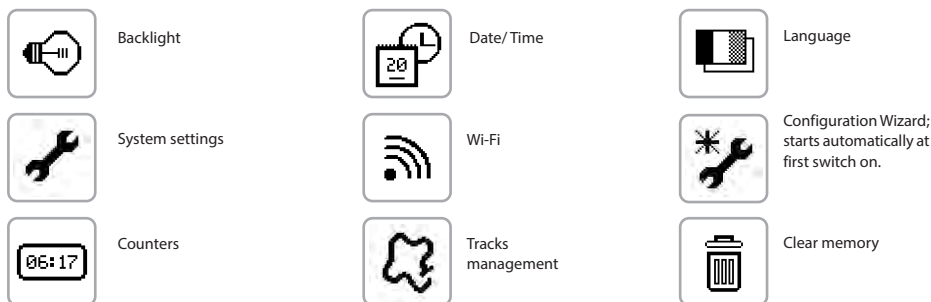 Backlight
Date/ Time
20
Language
System settings
Wi-Fi
Configuration Wizard;
starts automatically at
first switch on.
06:17
Counters
Tracks
management
Clear memory